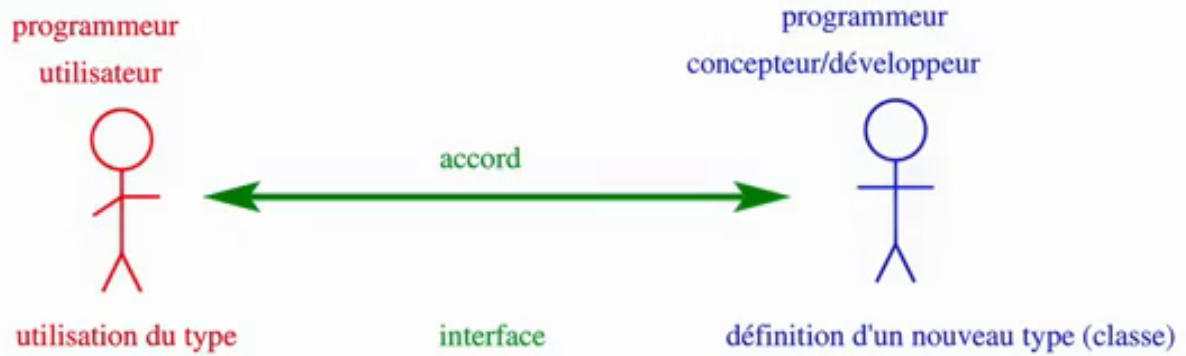 programmeur
utilisateur
programmeur
concepteur/développeur
accord
utilisation du type
interface
définition d'un nouveau type (classe)